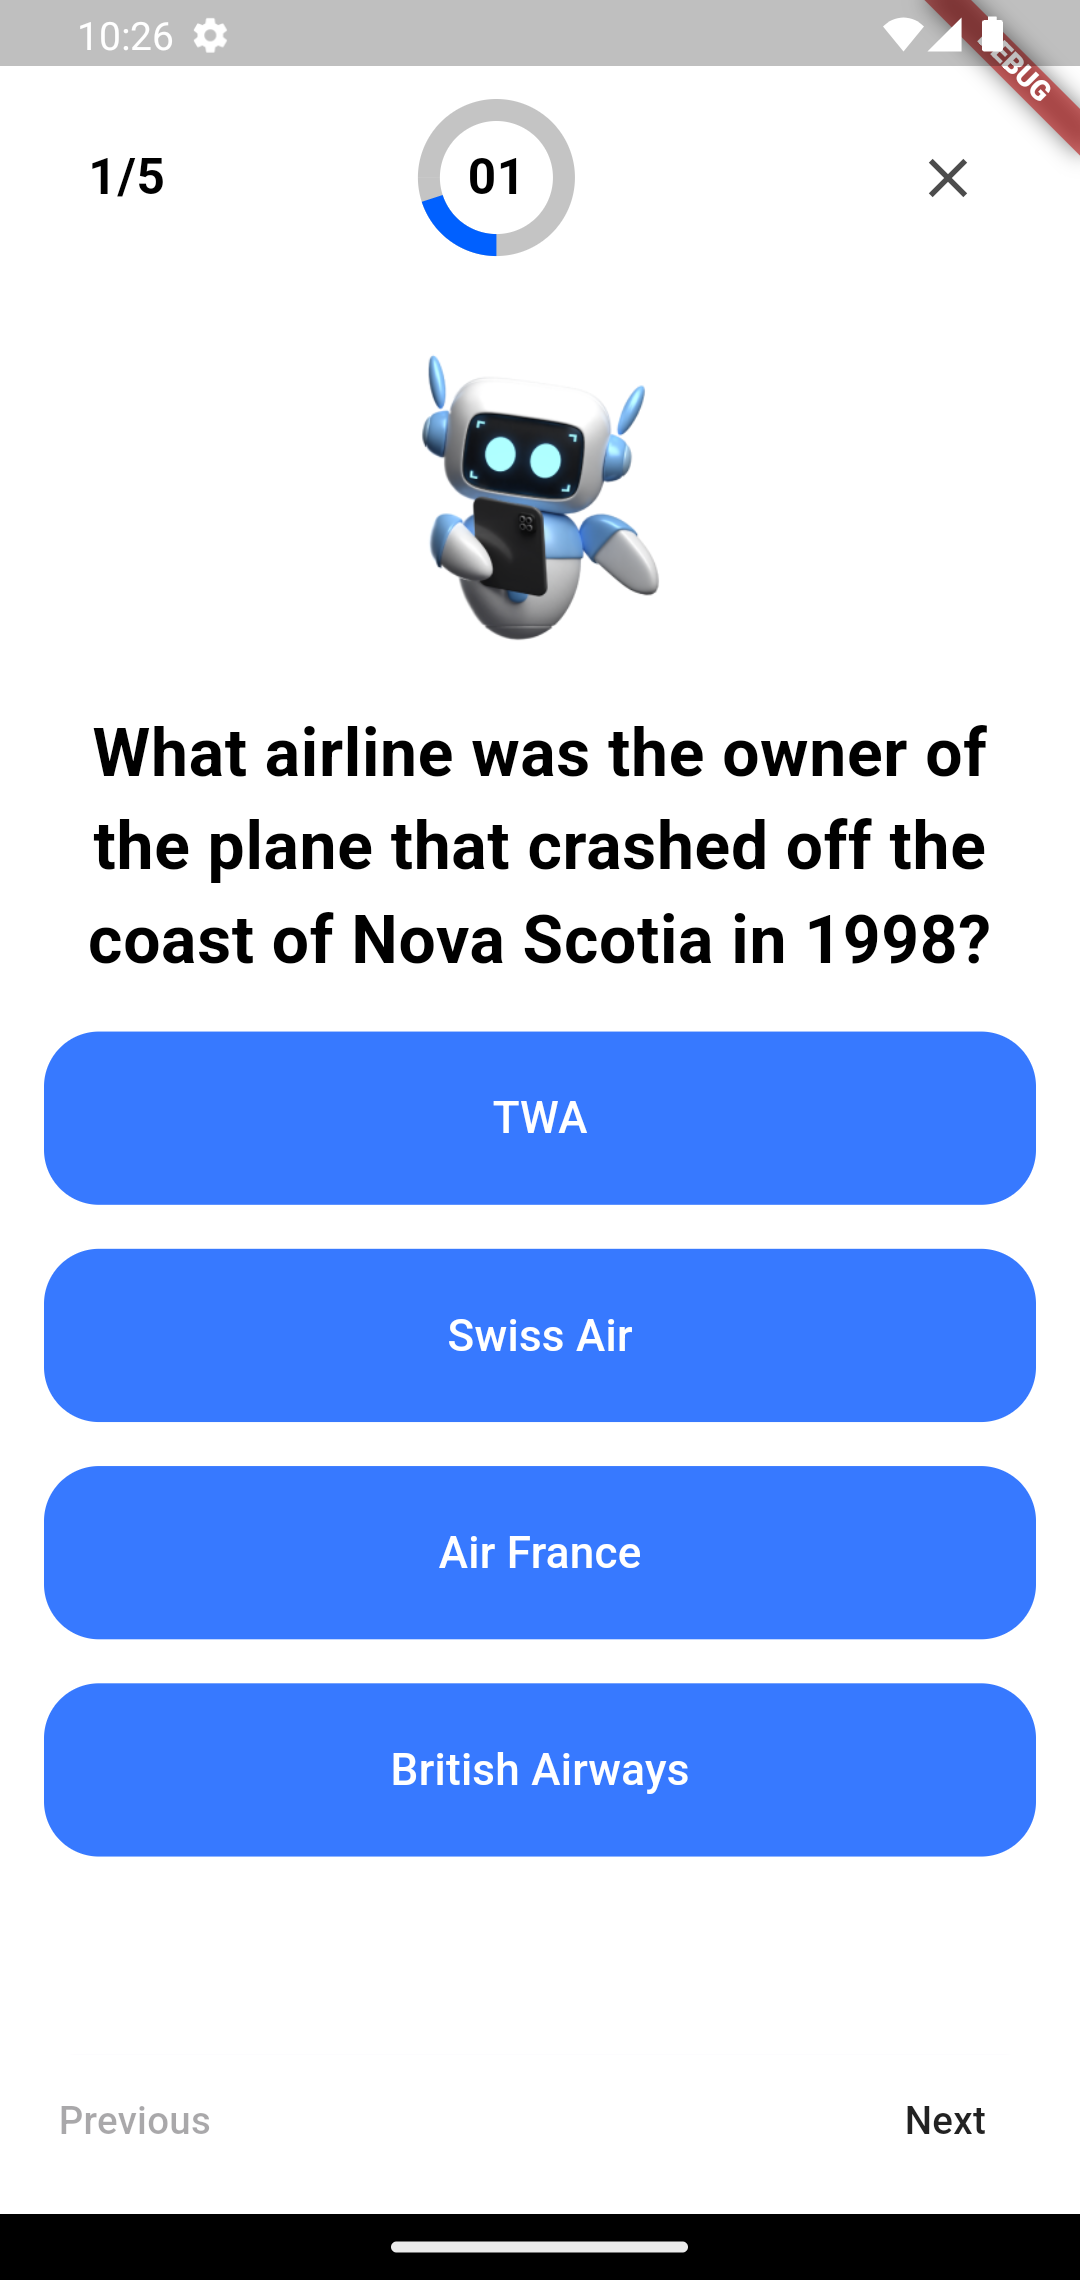 10:26
DEBUG
1/5
01
What airline was the owner of
the plane that crashed off the
coast of Nova Scotia in 1998?
TWA
Swiss Air
Air France
British Airways
Previous
Next